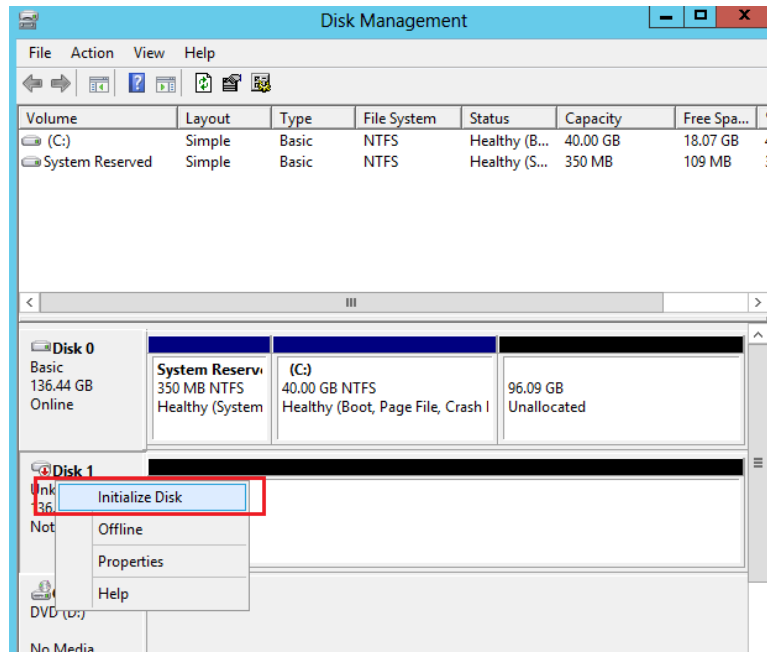 Disk Management
File Action View Help
Volume Layout Type File System Status Capacity Free Spa...
(C:) Simple Basic NTFS Healthy (B... 40.00 GB 18.07 GB
System Reserved Simple Basic NTFS Healthy (S... 350 MB 109 MB
Disk 0
Basic
136.44 GB
Online
System Reserv
350 MB NTFS
Healthy (System
(C:)
40.00 GB NTFS
Healthy (Boot, Page File, Crash
96.09 GB
Unallocated
Disk 1
Unk
136.
Not
Initialize Disk
Offline
Properties
Help
DVD (D:)
No Media